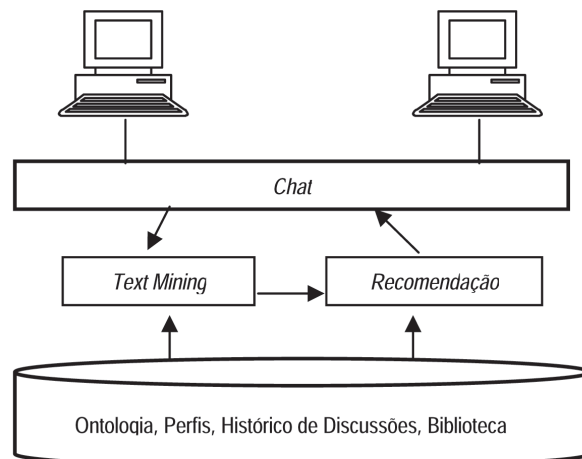 Chat
Text Mining
Recomendação
Ontologia, Perfis, Histórico de Discussões, Biblioteca